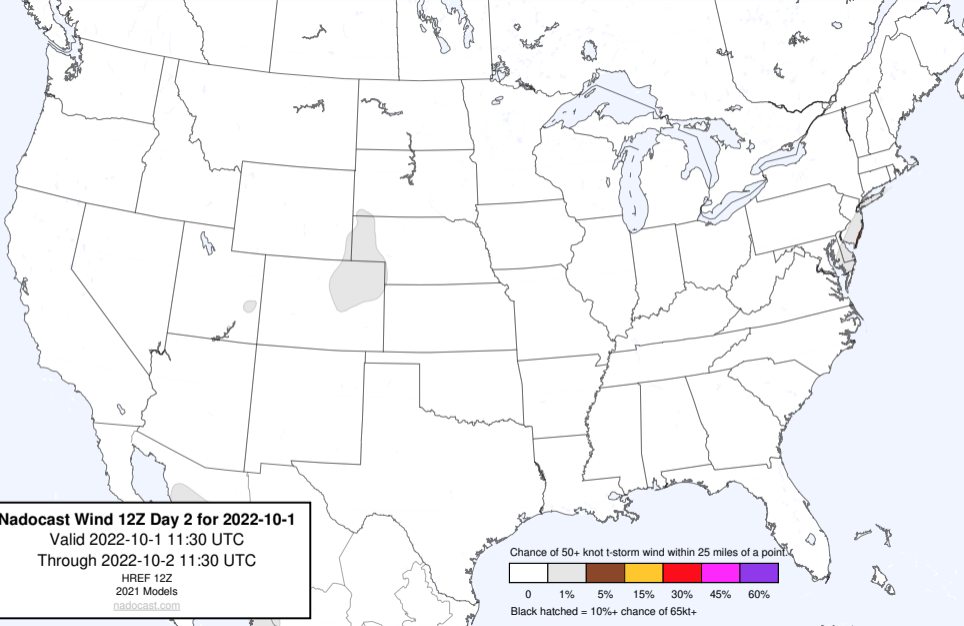 Nadocast Wind 12Z Day 2 for 2022-10-1
Valid 2022-10-1 11:30 UTC
Through 2022-10-2 11:30 UTC
HREF 12Z
2021 Models
nadocast.com
Chance of 50+ knot t-storm wind within 25 miles of a point.
0 1% 5% 15% 30% 45% 60%
Black hatched = 10%+ chance of 65kt+